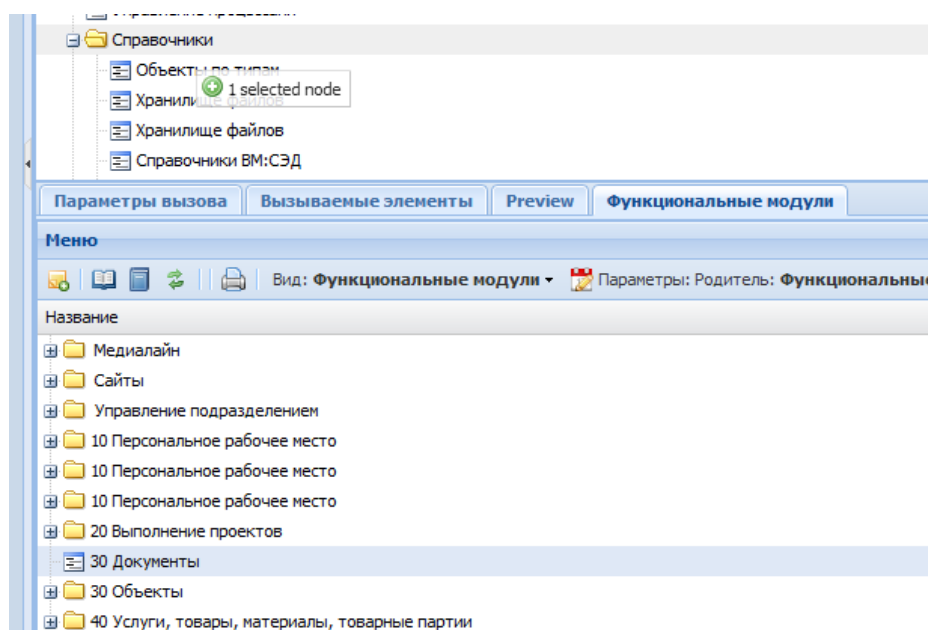 Справочники
Объекты по типам
1 selected node
Хранилище файлов
Хранилище файлов
Справочники ВМ:СЭД
Параметры вызова Вызываемые элементы Preview Функциональные модули
Меню
Вид: Функциональные модули Параметры: Родитель: Функциональные
Название
Медиалайн
Сайты
Управление подразделением
10 Персональное рабочее место
10 Персональное рабочее место
10 Персональное рабочее место
20 Выполнение проектов
30 Документы
30 Объекты
40 Услуги, товары, материалы, товарные партии